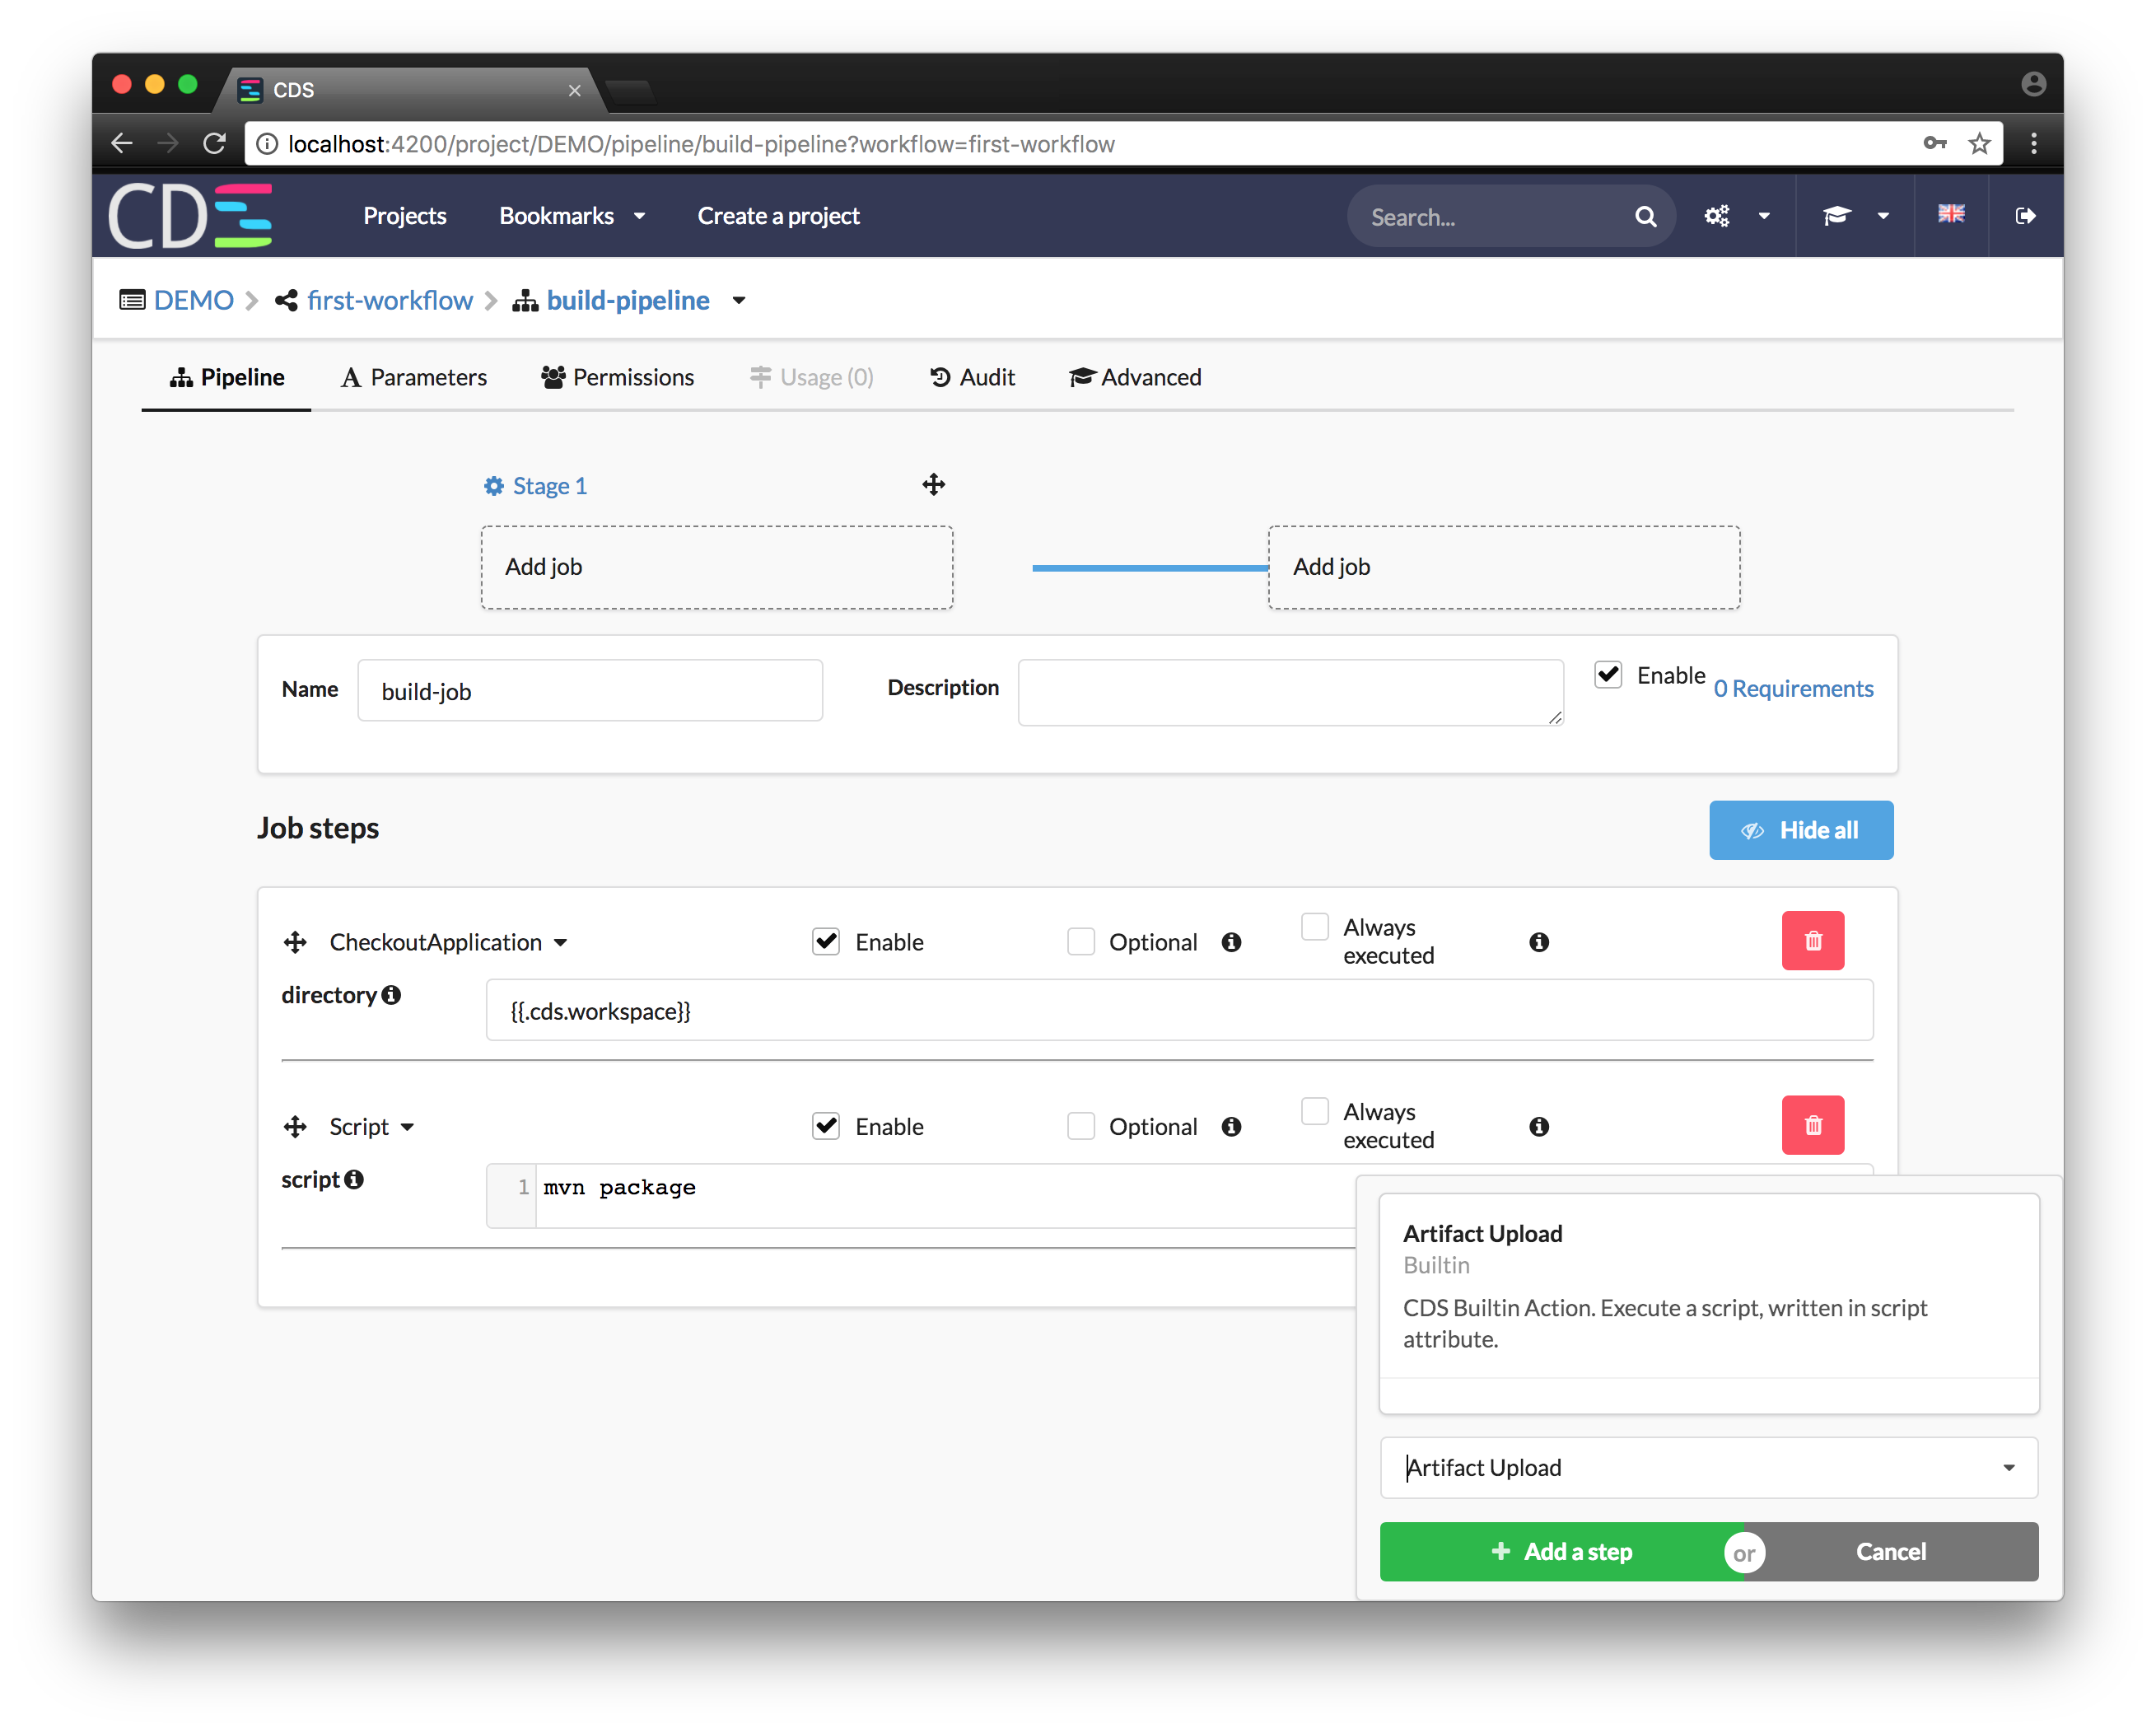 CDS
localhost:4200/project/DEMO/pipeline/build-pipeline?workflow=first-workflow
CDS Projects Bookmarks Create a project Search...
DEMO first-workflow build-pipeline
Pipeline Parameters Permissions Usage (0) Audit Advanced
Stage 1
Add job Add job
Name build-job Description Enable 0 Requirements
Job steps Hide all
CheckoutApplication Enable Optional Always executed
directory {{.cds.workspace}}
Script Enable Optional Always executed
script 1 mvn package
Artifact Upload
Builtin
CDS Builtin Action. Execute a script, written in script
attribute.
Artifact Upload
Add a step or Cancel